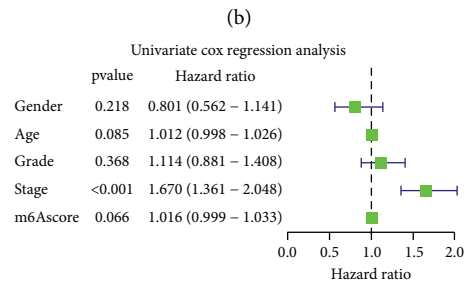 (b)
Univariate cox regression analysis
pvalue Hazard ratio
Gender 0.218 0.801 (0.562 − 1.141)
Age 0.085 1.012 (0.998 − 1.026)
Grade 0.368 1.114 (0.881 − 1.408)
Stage <0.001 1.670 (1.361 − 2.048)
m6Ascore 0.066 1.016 (0.999 − 1.033)
0.0 0.5 1.0 1.5 2.0
Hazard ratio